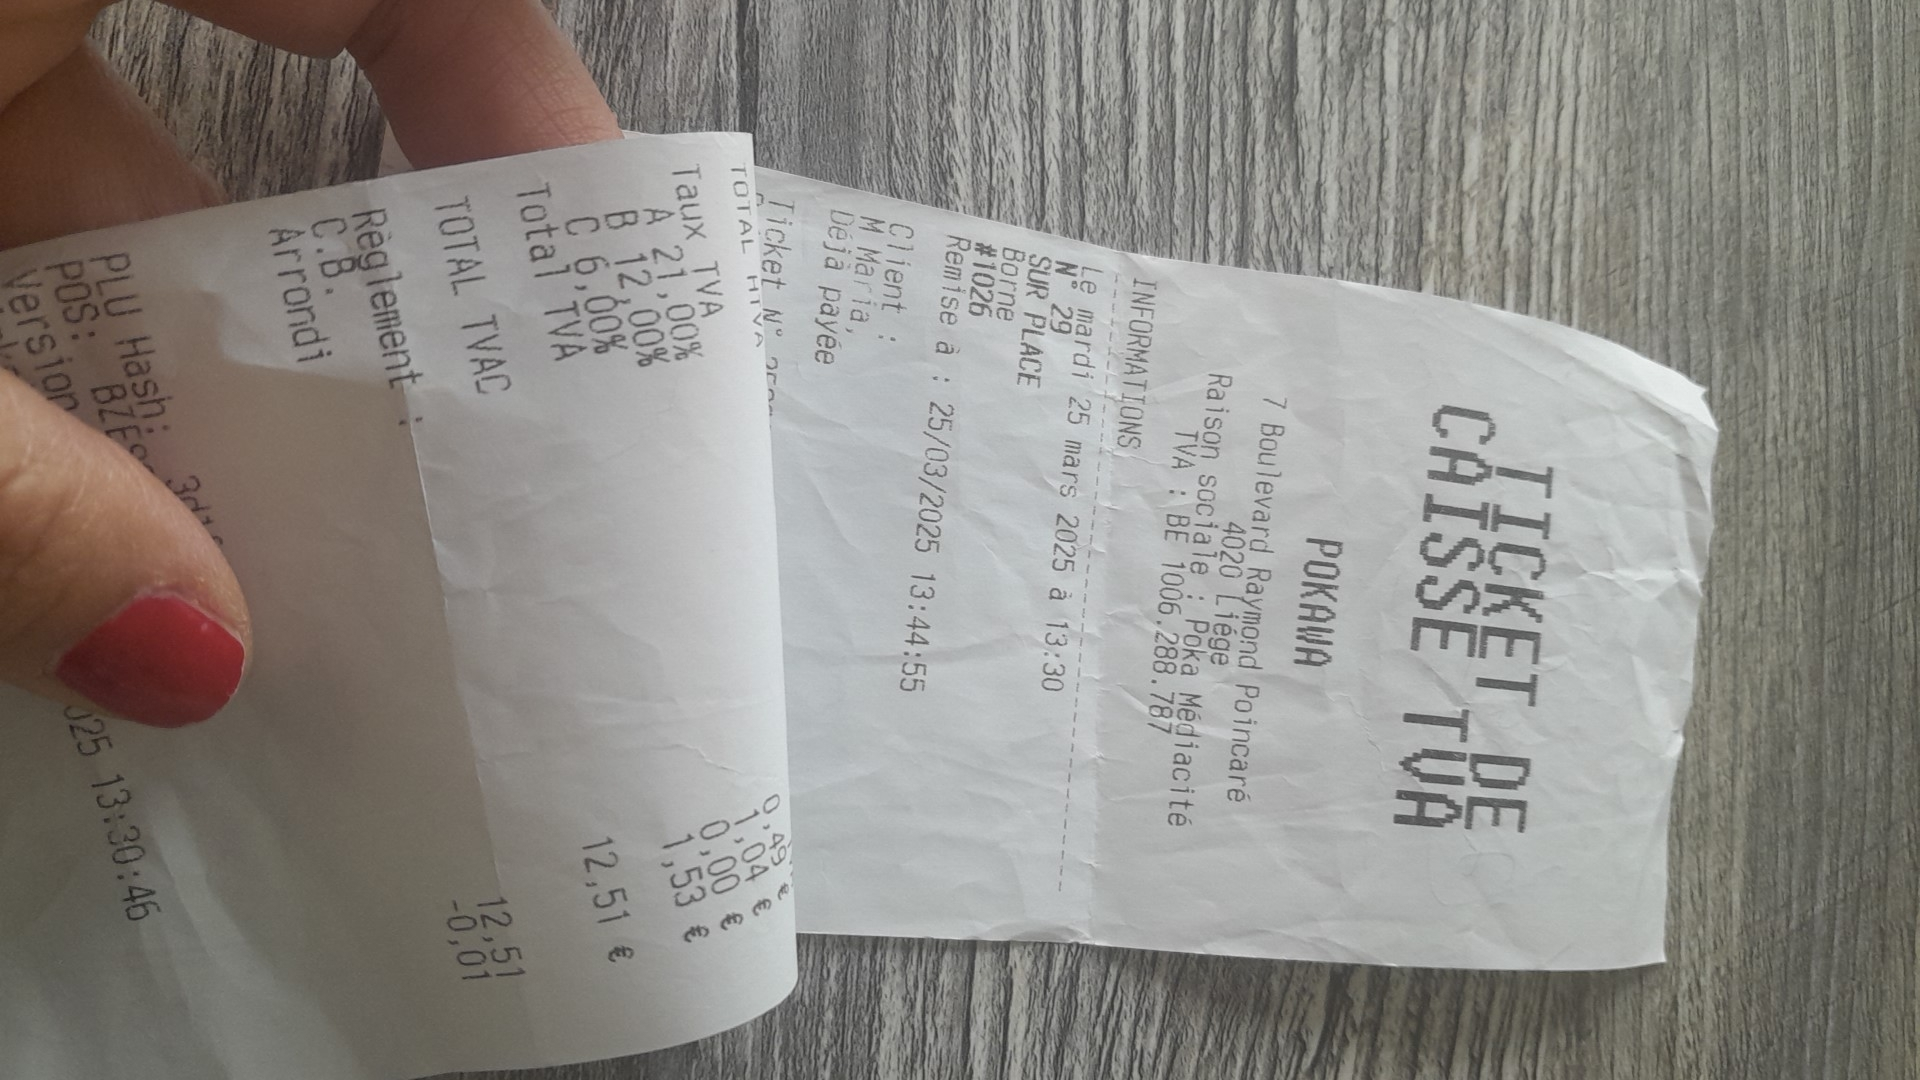 TICKET DE
CAISSE TVA
POKAWA
7 Boulevard Raymond Poincaré
4020 Liége
Raison sociale : Poka Médiacité
TVA : BE 1006.288.787
INFORMATIONS
Le mardi 25 mars 2025 à 13:30
N° 29
SUR PLACE
Borne
#1026
Remise à : 25/03/2025 13:44:55
Client :
M Maria,
Déjà payée
Ticket N°
TOTAL HTVA
Taux TVA
A 21,00% 0,49 €
B 12,00% 1,04 €
C 6,00% 0,00 €
Total TVA 1,53 €
TOTAL TVAC 12,51 €
Règlement :
C.B. 12,51
Arrondi -0,01
PLU Hash:
POS:
Version
025 13:30:46